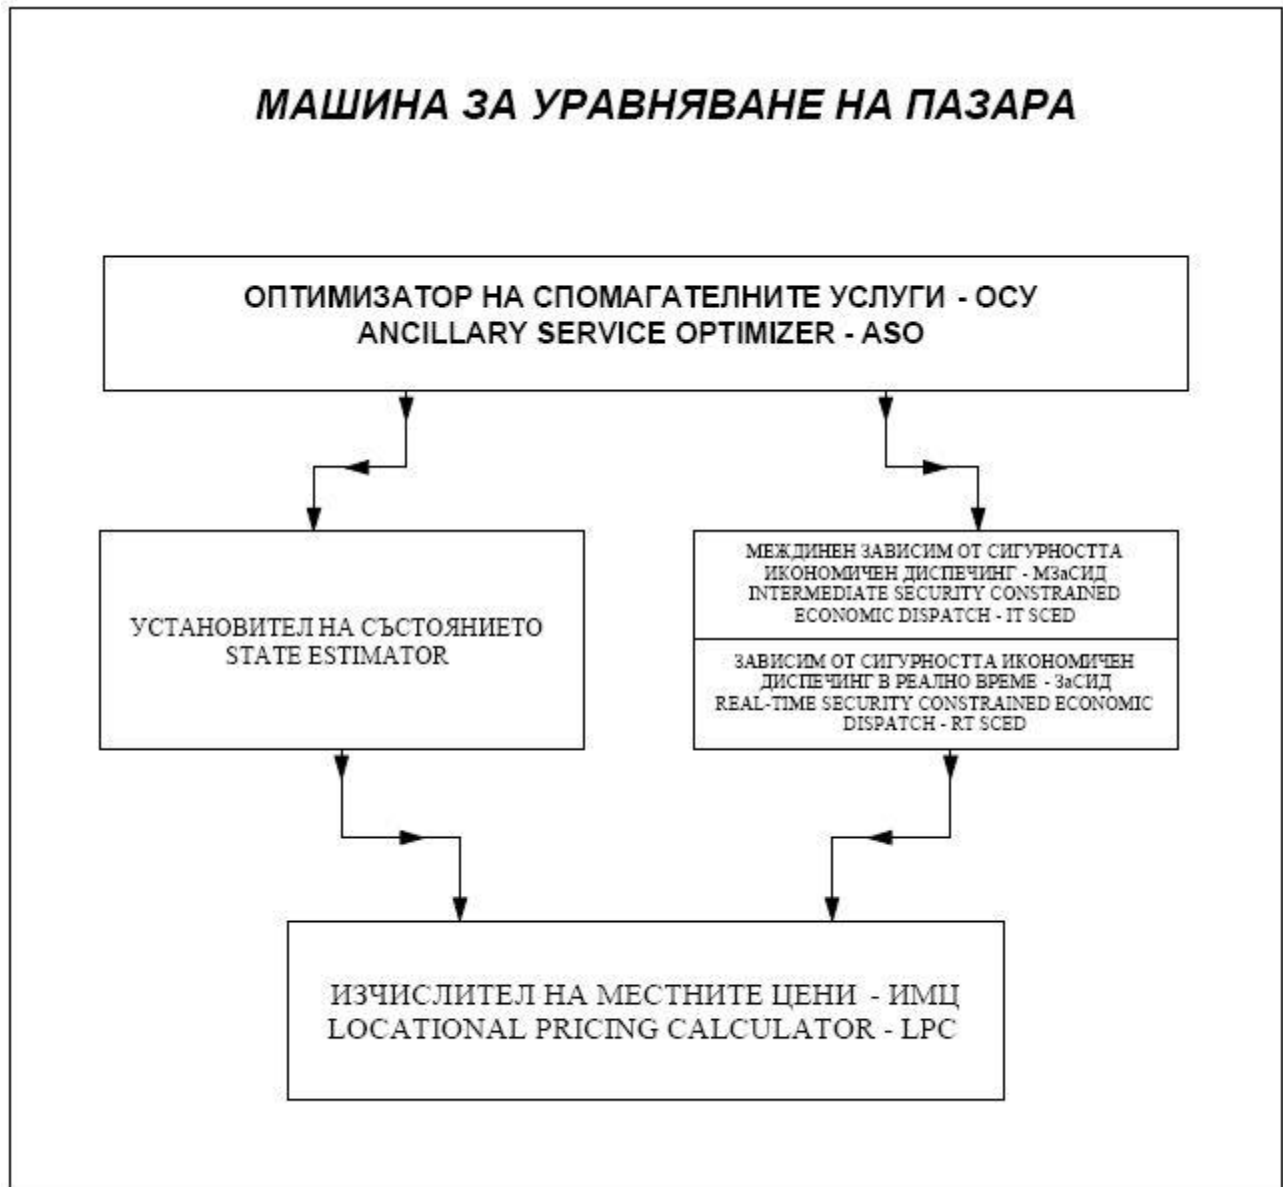 МАШИНА ЗА УРАВНЯВАНЕ НА ПАЗАРА
ОПТИМИЗАТОР НА СПОМАГАТЕЛНИТЕ УСЛУГИ - ОСУ
ANCILLARY SERVICE OPTIMIZER - ASO
УСТАНОВИТЕЛ НА СЪСТОЯНИЕТО
STATE ESTIMATOR
МЕЖДИНЕН ЗАВИСИМ ОТ СИГУРНОСТТА
ИКОНОМИЧЕН ДИСПЕЧИНГ - МЗаСИД
INTERMEDIATE SECURITY CONSTRAINED
ECONOMIC DISPATCH - IT SCED
ЗАВИСИМ ОТ СИГУРНОСТТА ИКОНОМИЧЕН
ДИСПЕЧИНГ В РЕАЛНО ВРЕМЕ - ЗаСИД
REAL-TIME SECURITY CONSTRAINED ECONOMIC
DISPATCH - RT SCED
ИЗЧИСЛИТЕЛ НА МЕСТНИТЕ ЦЕНИ - ИМЦ
LOCATIONAL PRICING CALCULATOR - LPC